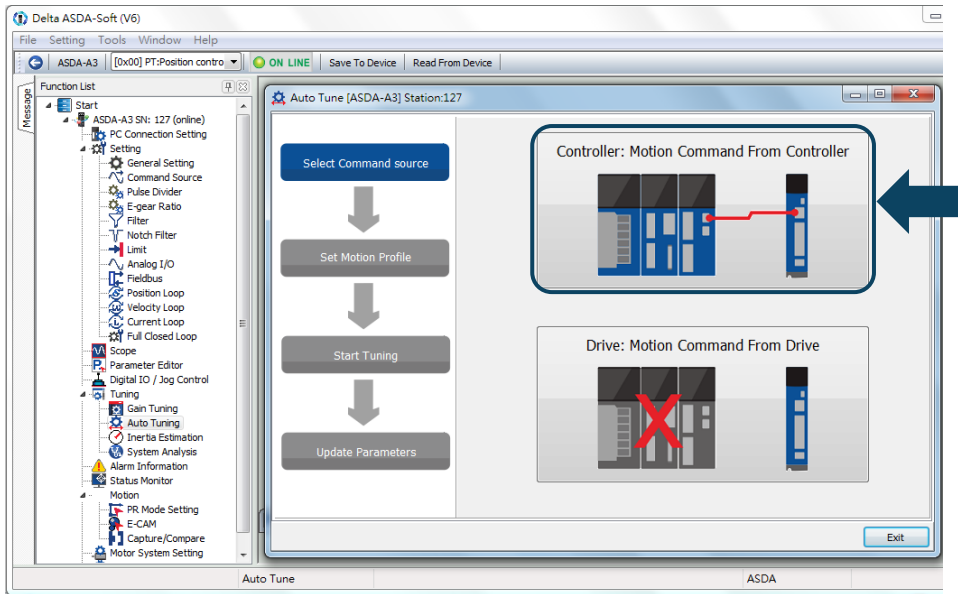 Delta ASDA-Soft (V6)
File Setting Tools Window Help
ASDA-A3 [0x00] PT:Position contro ON LINE Save To Device Read From Device
Message
Function List
Start
ASDA-A3 SN: 127 (online)
PC Connection Setting
Setting
General Setting
Command Source
Pulse Divider
E-gear Ratio
Filter
Notch Filter
Limit
Analog I/O
Fieldbus
Position Loop
Velocity Loop
Current Loop
Full Closed Loop
Scope
Parameter Editor
Digital IO / Jog Control
Tuning
Gain Tuning
Auto Tuning
Inertia Estimation
System Analysis
Alarm Information
Status Monitor
Motion
PR Mode Setting
E-CAM
Capture/Compare
Motor System Setting
Auto Tune [ASDA-A3] Station:127
Select Command source
Set Motion Profile
Start Tuning
Update Parameters
Controller: Motion Command From Controller
Drive: Motion Command From Drive
X
Exit
Auto Tune ASDA